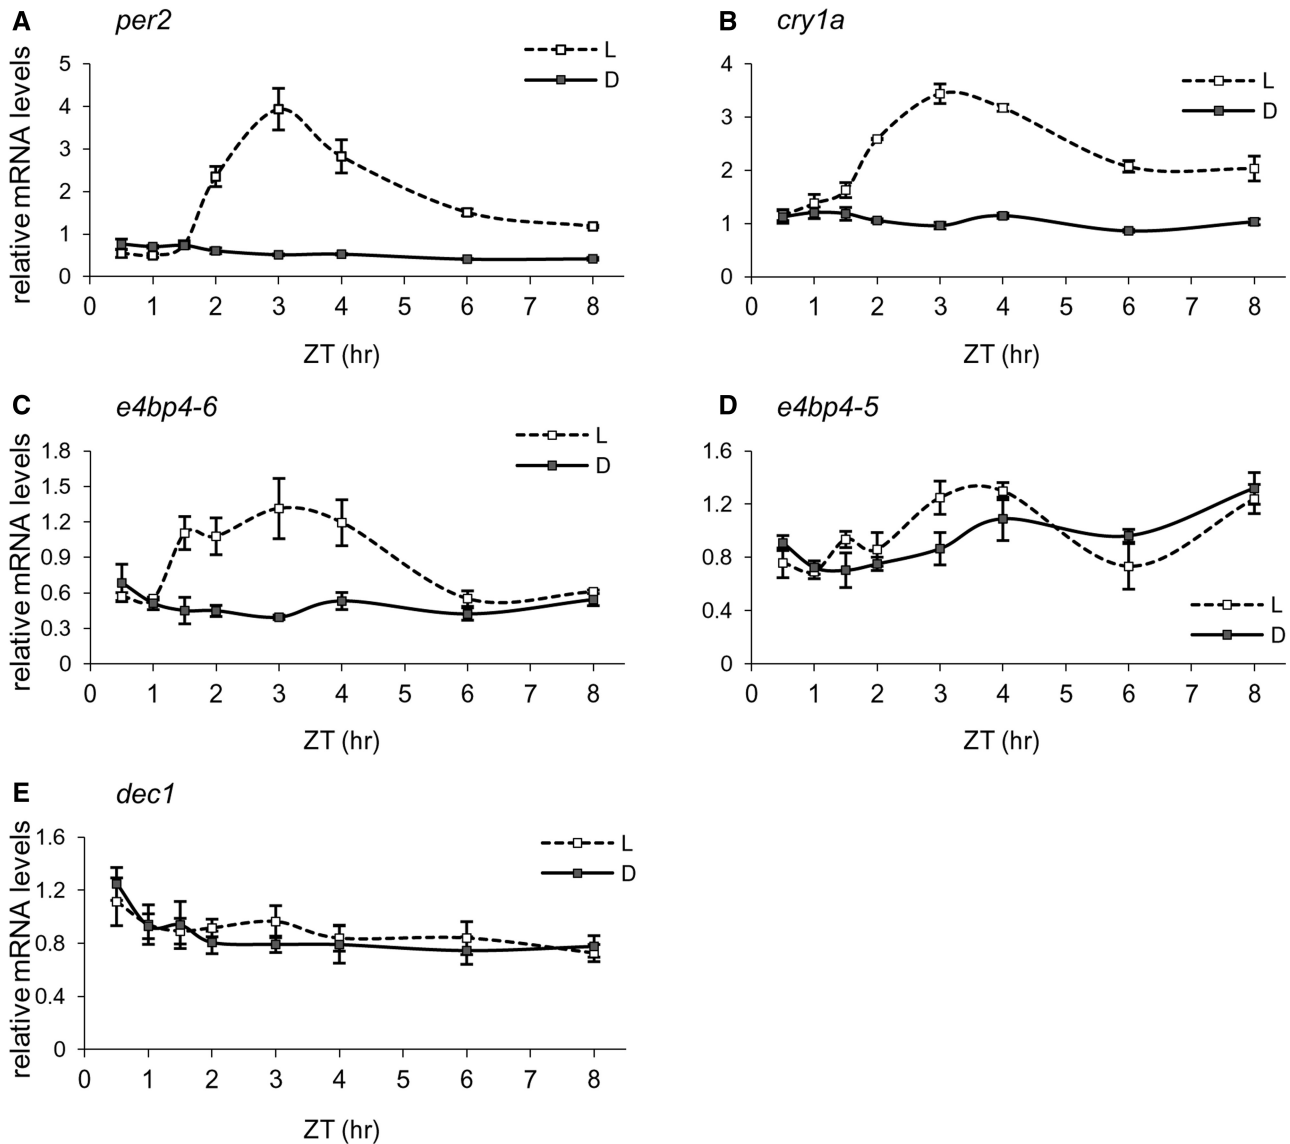 A per2
L
D
relative mRNA levels
5
4
3
2
1
0
0 1 2 3 4 5 6 7 8
ZT (hr)
B cry1a
L
D
4
3
2
1
0
0 1 2 3 4 5 6 7 8
ZT (hr)
C e4bp4-6
L
D
relative mRNA levels
1.8
1.5
1.2
0.9
0.6
0.3
0
0 1 2 3 4 5 6 7 8
ZT (hr)
D e4bp4-5
1.6
1.2
0.8
0.4
0
L
D
0 1 2 3 4 5 6 7 8
ZT (hr)
E dec1
L
D
relative mRNA levels
1.6
1.2
0.8
0.4
0
0 1 2 3 4 5 6 7 8
ZT (hr)